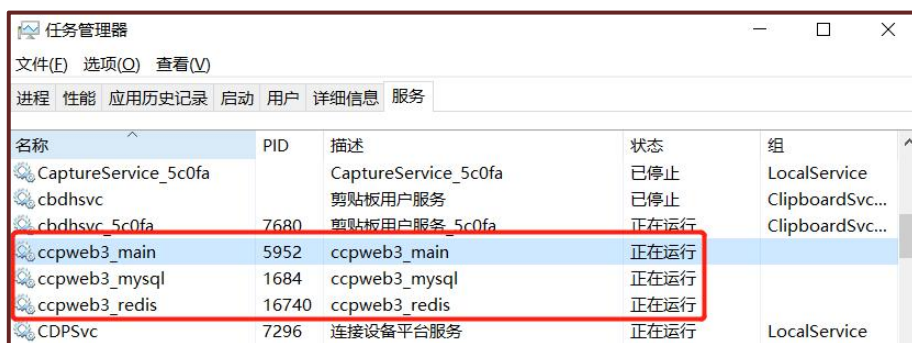 任务管理器
文件(F) 选项(O) 查看(V)
进程 性能 应用历史记录 启动 用户 详细信息 服务
名称 PID 描述 状态 组
CaptureService_5c0fa CaptureService_5c0fa 已停止 LocalService
cbdhsvc 剪贴板用户服务 已停止 ClipboardSvc...
cbdhsvc_5c0fa 7680 剪贴板用户服务_5c0fa 正在运行 ClipboardSvc...
ccpweb3_main 5952 ccpweb3_main 正在运行
ccpweb3_mysql 1684 ccpweb3_mysql 正在运行
ccpweb3_redis 16740 ccpweb3_redis 正在运行
CDPSvc 7296 连接设备平台服务 正在运行 LocalService